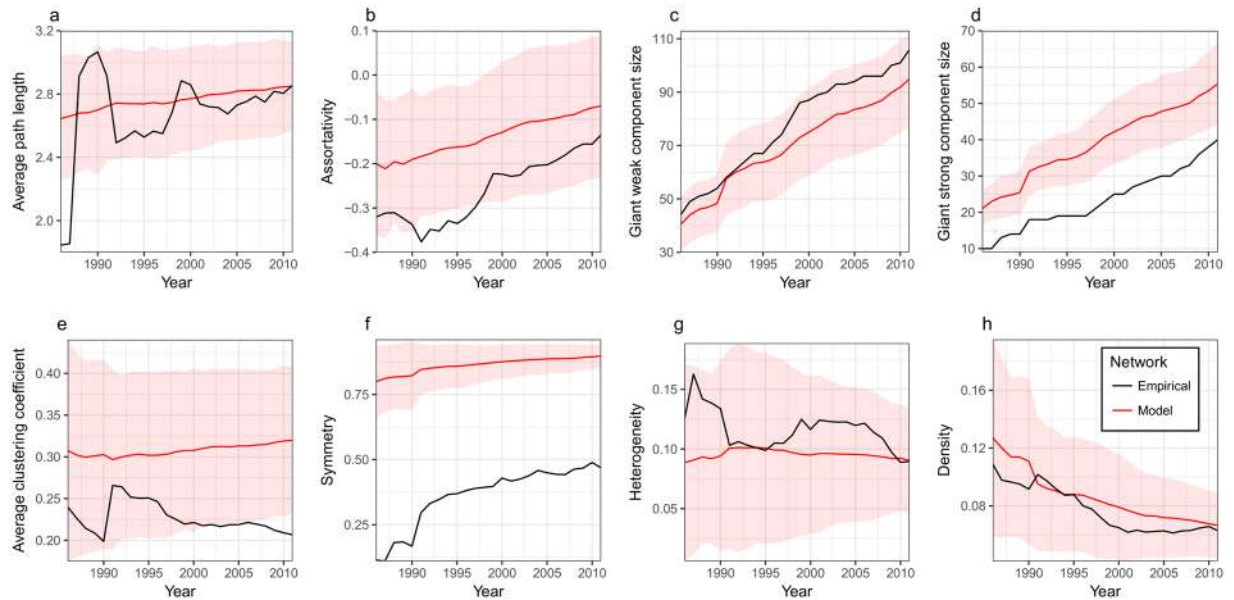 a
b
c
d
3.2
2.8
2.4
2.0
Average path length
1990
1995
2000
2005
2010
Year
0.1
0.0
−0.1
−0.2
−0.3
−0.4
Assortativity
1990
1995
2000
2005
2010
Year
110
90
70
50
30
Giant weak component size
1990
1995
2000
2005
2010
Year
70
60
50
40
30
20
10
Giant strong component size
1990
1995
2000
2005
2010
Year
e
f
g
h
0.40
0.35
0.30
0.25
0.20
Average clustering coefficient
1990
1995
2000
2005
2010
Year
0.75
0.50
0.25
Symmetry
1990
1995
2000
2005
2010
Year
0.15
0.10
0.05
Heterogeneity
1990
1995
2000
2005
2010
Year
0.16
0.12
0.08
Density
1990
1995
2000
2005
2010
Year
Network
Empirical
Model